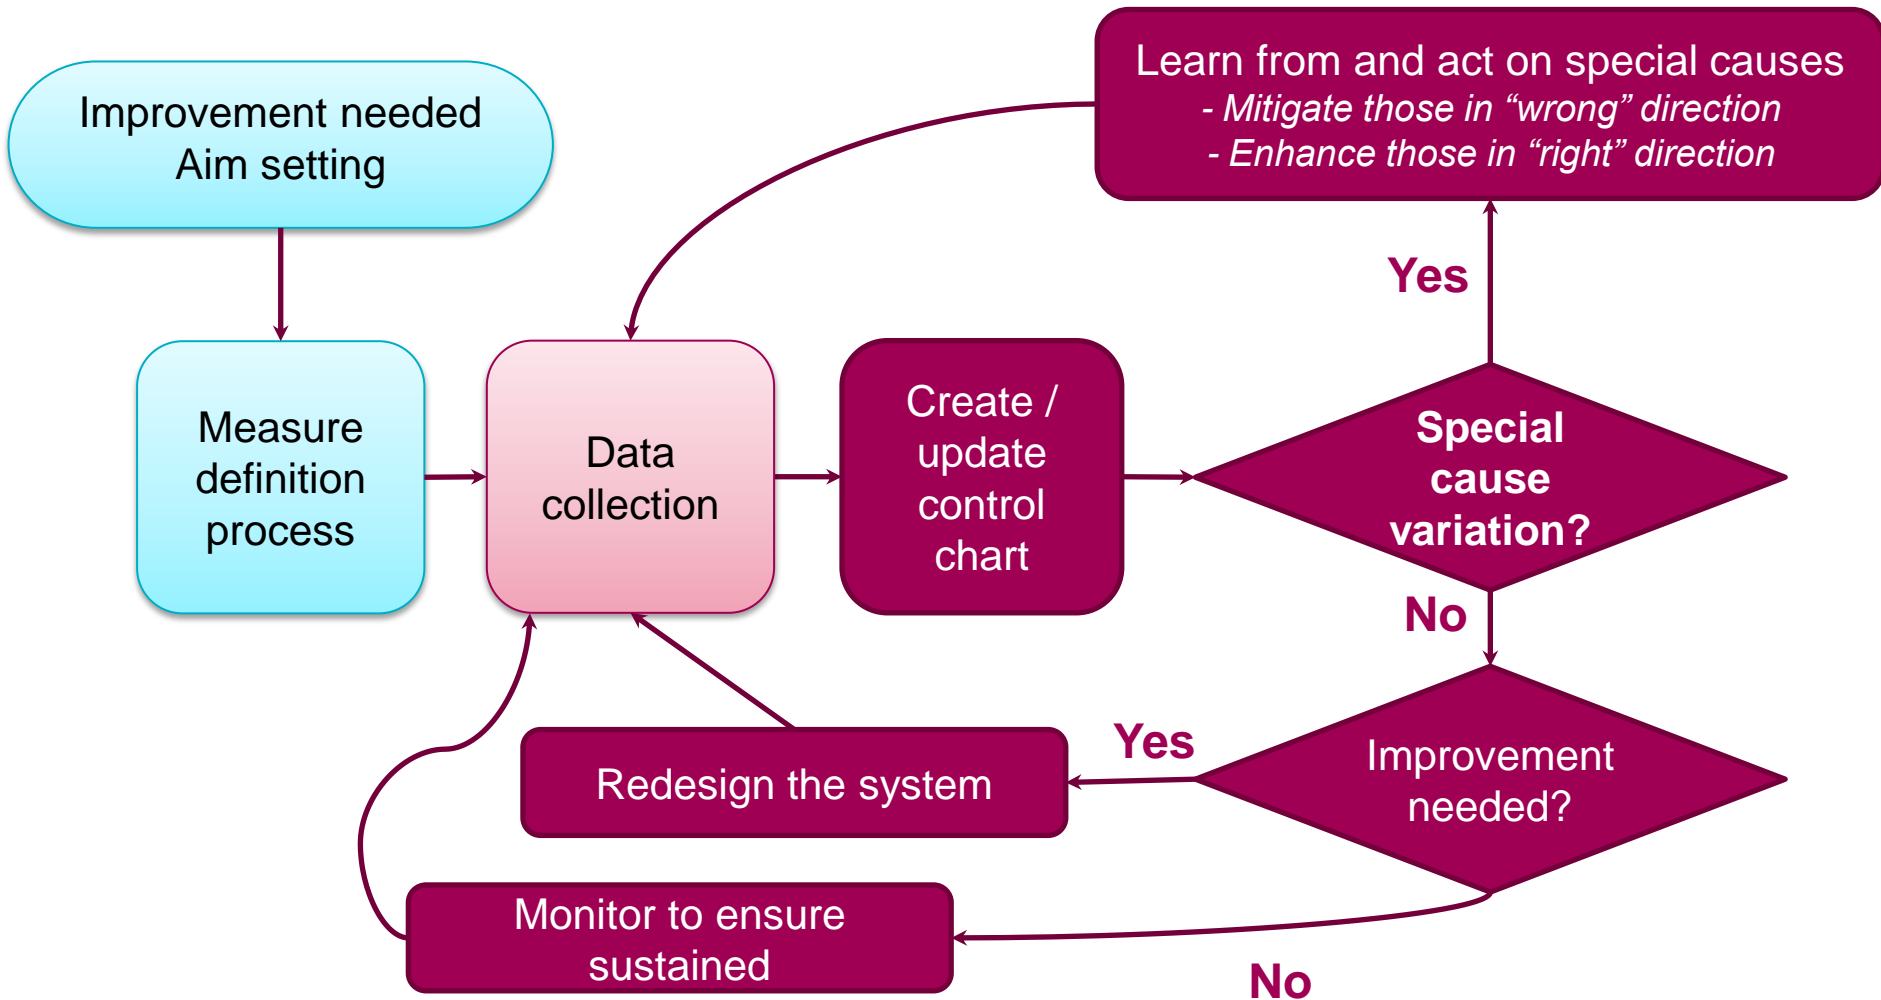 Improvement needed
Aim setting
Learn from and act on special causes
- Mitigate those in “wrong” direction
- Enhance those in “right” direction
Yes
Measure
definition
process
Data
collection
Create /
update
control
chart
Special
cause
variation?
No
Improvement
needed?
Yes
Redesign the system
Monitor to ensure
sustained
No